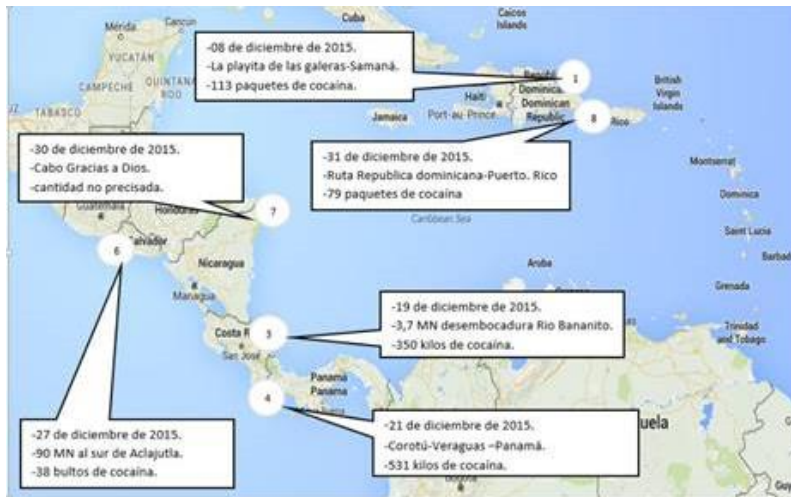 Mérida
Cancún
YUCATÁN
CAMPECHE
QUINTANA
ROO
TABASCO
Cuba
Caicos
Islands
-08 de diciembre de 2015.
-La playita de las galeras-Samaná.
-113 paquetes de cocaína.
1
Haiti
Port-au-Prince
Dominican
Republic
Jamaica
8
Rico
British
Virgin
Islands
-30 de diciembre de 2015.
-Cabo Gracias a Dios.
-cantidad no precisada.
7
-31 de diciembre de 2015.
-Ruta Republica dominicana-Puerto. Rico
-79 paquetes de cocaína
Montserrat
Dominica
Caribbean Sea
Guatemala
Honduras
6
Salvador
Saint Lucia
Barbad
Nicaragua
Managua
Aruba
Grenada
-19 de diciembre de 2015.
-3,7 MN desembocadura Rio Bananito.
-350 kilos de cocaína.
3
Costa R
San José
Trinidad
and Tobago
Panamá
Panama
4
-27 de diciembre de 2015.
-90 MN al sur de Aclajutla.
-38 bultos de cocaína.
-21 de diciembre de 2015.
-Corotú-Veraguas –Panamá.
-531 kilos de cocaína.
uela
Bogotá
Guy